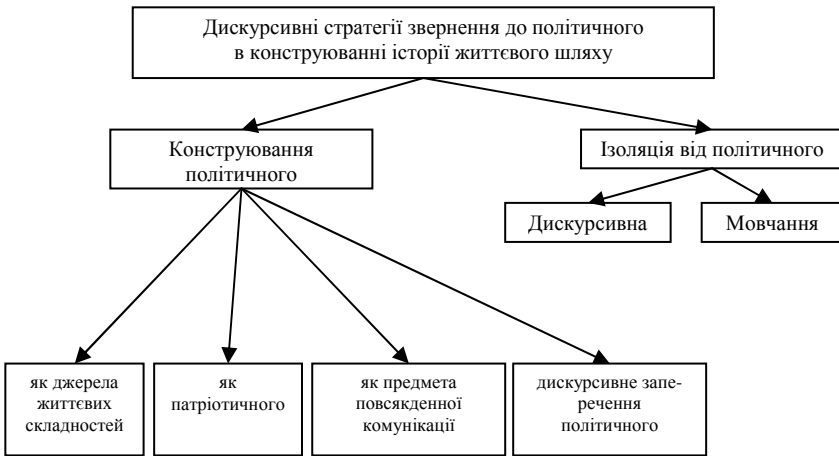 Дискурсивні стратегії звернення до політичного
в конструюванні історії життєвого шляху
Конструювання
політичного
Ізоляція від політичного
Дискурсивна
Мовчання
як джерела
життєвих
складностей
як
патріотичного
як предмета
повсякденної
комунікації
дискурсивне запе-
речення
політичного